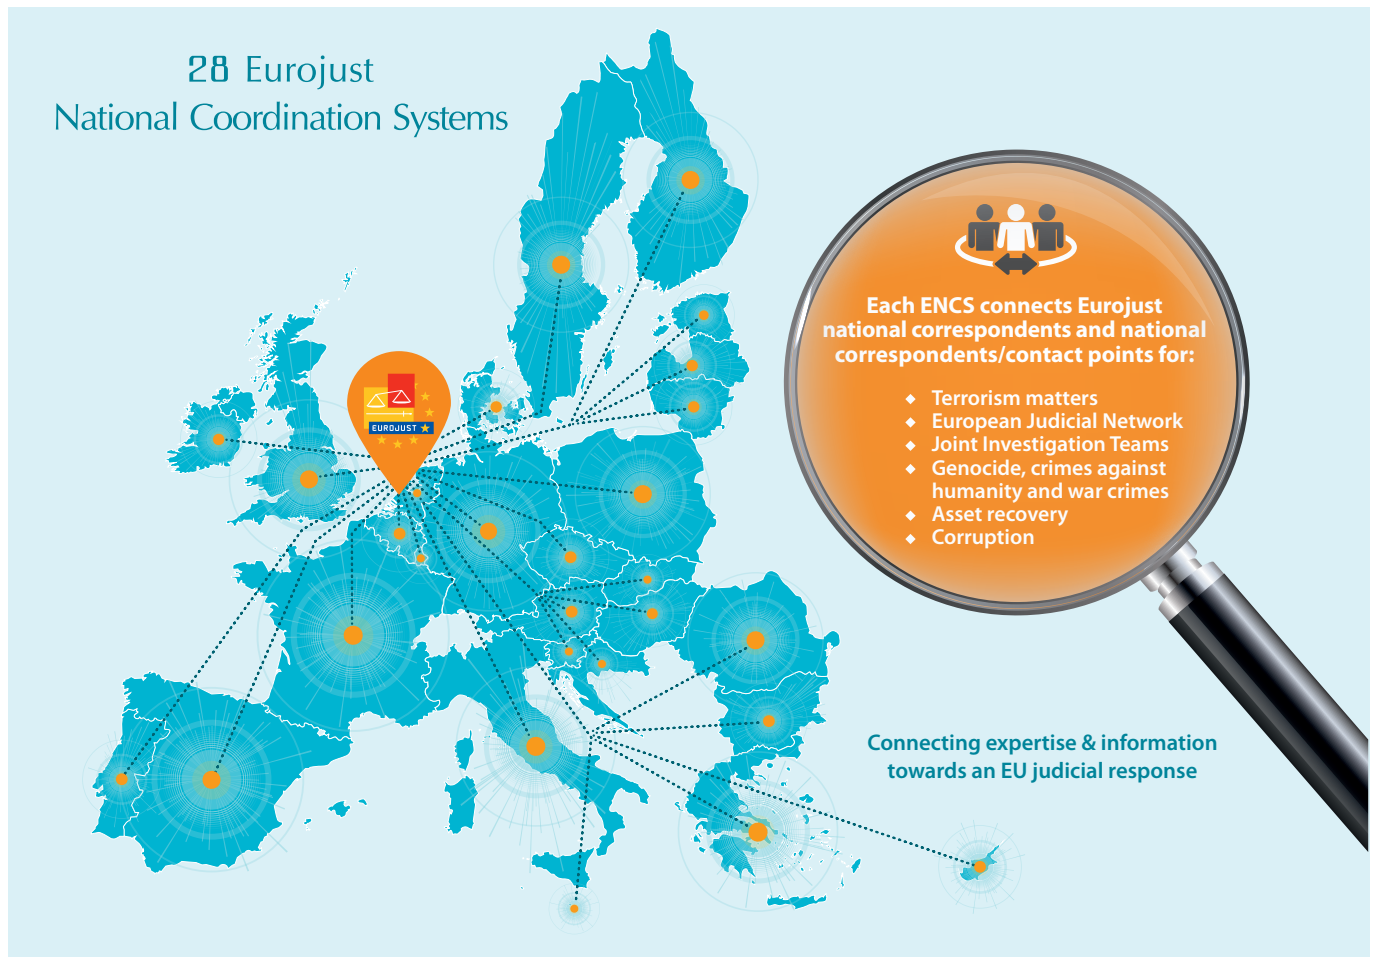 28 Eurojust
National Coordination Systems
EUROJUST
Each ENCS connects Eurojust
national correspondents and national
correspondents/contact points for:
◆ Terrorism matters
◆ European Judicial Network
◆ Joint Investigation Teams
◆ Genocide, crimes against
humanity and war crimes
◆ Asset recovery
◆ Corruption
Connecting expertise & information
towards an EU judicial response